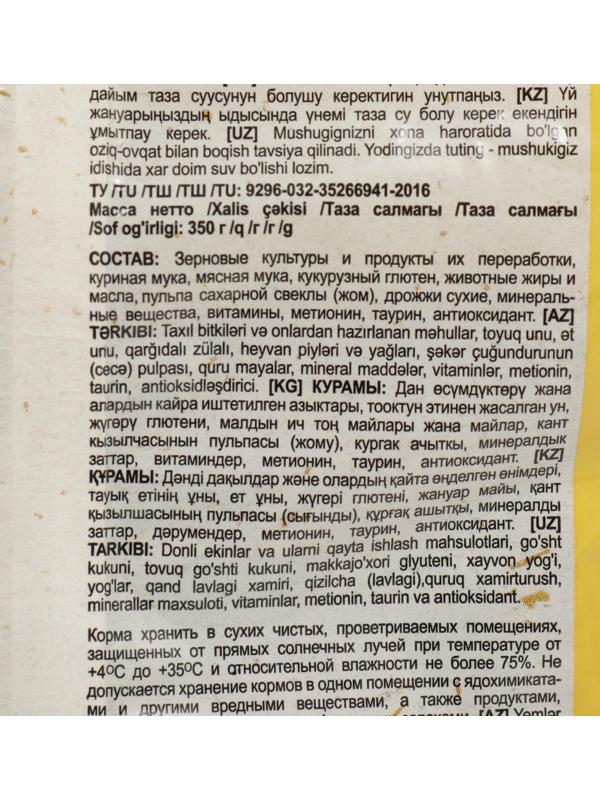 дайым таза суусунун болушу керектигин унутпаңыз. [KZ] Үй
жануарыңыздың ыдысында үнемі таза су болу керек екендігін
ұмытпау керек. [UZ] Mushugignizni xona haroratida bo'lgan
oziq-ovqat bilan boqish tavsiya qilinadi. Yodingizda tuting - mushukigiz
idishida xar doim suv bo'lishi lozim.
ТУ /TU /ТШ /ТШ /TU: 9296-032-35266941-2016
Масса нетто /Xalis çəkisi /Таза салмагы /Таза салмағы
/Sof og'irligi: 350 г /q /г /г /g
СОСТАВ: Зерновые культуры и продукты их переработки,
куриная мука, мясная мука, кукурузный глютен, животные жиры и
масла, пульпа сахарной свеклы (жом), дрожжи сухие, минераль-
ные вещества, витамины, метионин, таурин, антиоксидант. [AZ]
TƏRKIBI: Taxıl bitkiləri və onlardan hazırlanan məhullar, toyuq unu, ət
unu, qarğıdalı zülalı, heyvan piyləri və yağları, şəkər çuğundurunun
(cecə) pulpası, quru mayalar, mineral maddələr, vitaminlər, metionin,
taurin, antioksidləşdirici. [KG] КУРАМЫ: Дан өсүмдүктөрү жана
алардын кайра иштетилген азыктары, тооктун этинен жасалган ун,
жүгөрү глютени, малдын ич тоң майлары жана майлар, кант
кызылчасынын пульпасы (жому), кургак ачыткы, минералдык
заттар, витаминдер, метионин, таурин, антиоксидант. [KZ]
ҚҰРАМЫ: Дәнді дақылдар және олардың қайта өңделген өнімдері,
тауық етінің ұны, ет ұны, жүгері глютені, жануар майы, қант
қызылшасының пульпасы (сығынды), құрғақ ашытқы, минералды
заттар, дәрумендер, метионин, таурин, антиоксидант. [UZ]
TARKIBI: Donli ekinlar va ularni qayta ishlash mahsulotlari, go'sht
kukuni, tovuq go'shti kukuni, makkajo'xori glyuteni, xayvon yog'i,
yog'lar, qand lavlagi xamiri, qizilcha (lavlagi),quruq xamirturush,
minerallar maxsuloti, vitaminlar, metionin, taurin va antioksidant.
Корма хранить в сухих чистых, проветриваемых помещениях,
защищенных от прямых солнечных лучей при температуре от
+4ºС до +35ºС и относительной влажности не более 75%. Не
допускается хранение кормов в одном помещении с ядохимиката-
ми и другими вредными веществами, а также продуктами,
[AZ] Yemlər